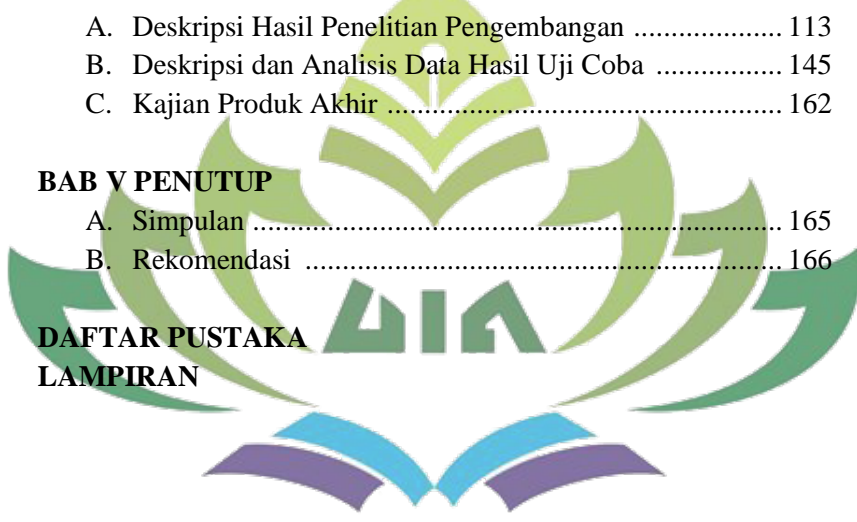 A. Deskripsi Hasil Penelitian Pengembangan .................... 113
B. Deskripsi dan Analisis Data Hasil Uji Coba ................. 145
C. Kajian Produk Akhir ..................................................... 162
BAB V PENUTUP
A. Simpulan ....................................................................... 165
B. Rekomendasi ................................................................ 166
UIN
DAFTAR PUSTAKA
LAMPIRAN